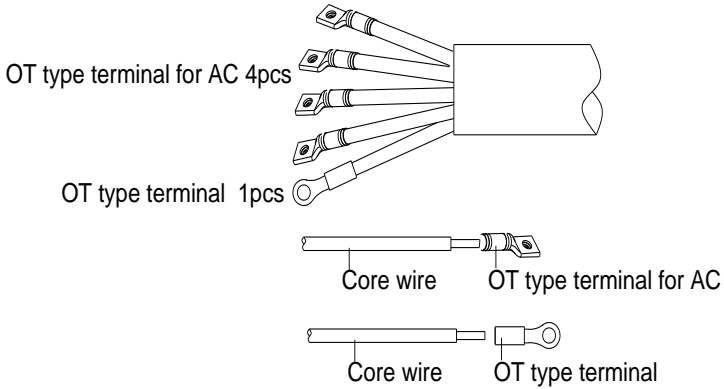 OT type terminal for AC 4pcs
OT type terminal 1pcs
Core wire
OT type terminal for AC
Core wire
OT type terminal